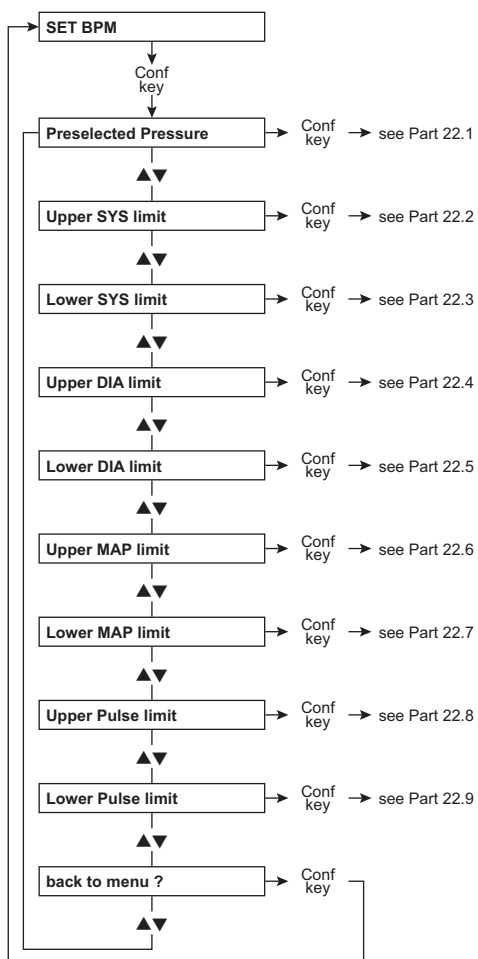 SET BPM
Conf
key
Preselected Pressure
Conf
key
see Part 22.1
▲▼
Upper SYS limit
Conf
key
see Part 22.2
▲▼
Lower SYS limit
Conf
key
see Part 22.3
▲▼
Upper DIA limit
Conf
key
see Part 22.4
▲▼
Lower DIA limit
Conf
key
see Part 22.5
▲▼
Upper MAP limit
Conf
key
see Part 22.6
▲▼
Lower MAP limit
Conf
key
see Part 22.7
▲▼
Upper Pulse limit
Conf
key
see Part 22.8
▲▼
Lower Pulse limit
Conf
key
see Part 22.9
▲▼
back to menu ?
Conf
key
▲▼